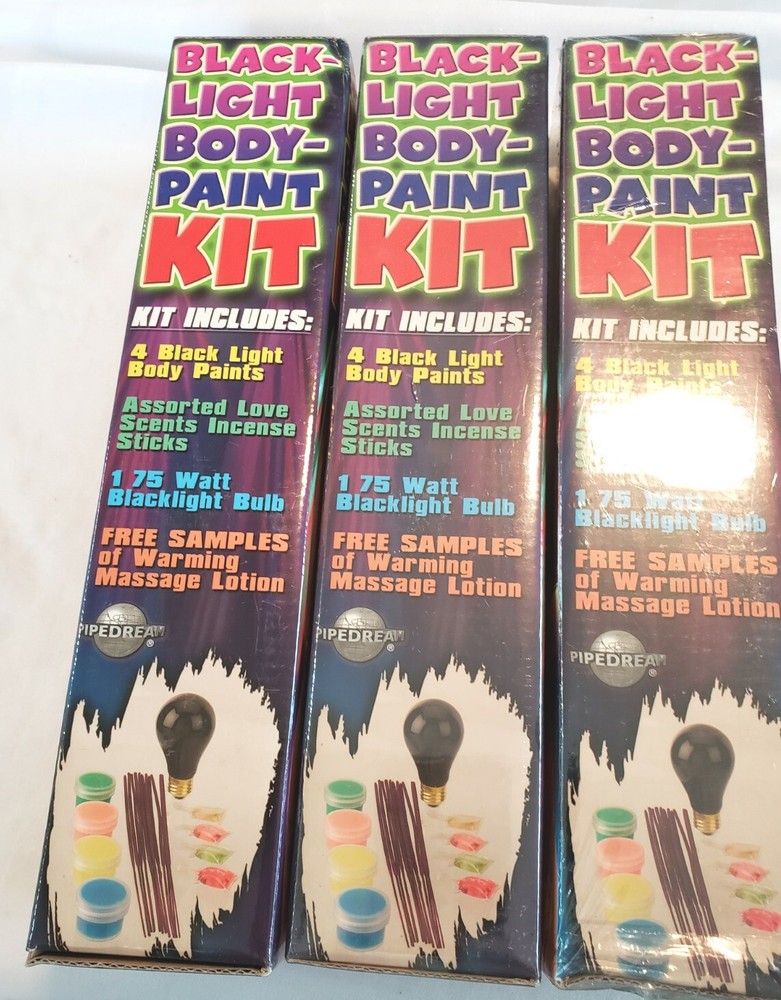 BLACK-
LIGHT
BODY-
PAINT
KIT
KIT INCLUDES:
4 Black Light
Body Paints
Assorted Love
Scents Incense
Sticks
1 75 Watt
Blacklight Bulb
FREE SAMPLES
of Warming
Massage Lotion
PIPEDREAM
®
BLACK-
LIGHT
BODY-
PAINT
KIT
KIT INCLUDES:
4 Black Light
Body Paints
Assorted Love
Scents Incense
Sticks
1 75 Watt
Blacklight Bulb
FREE SAMPLES
of Warming
Massage Lotion
PIPEDREAM
®
BLACK-
LIGHT
BODY-
PAINT
KIT
KIT INCLUDES:
4 Black Light
Body Paints
1 75 Watt
Blacklight Bulb
FREE SAMPLES
of Warming
Massage Lotion
PIPEDREAM
®